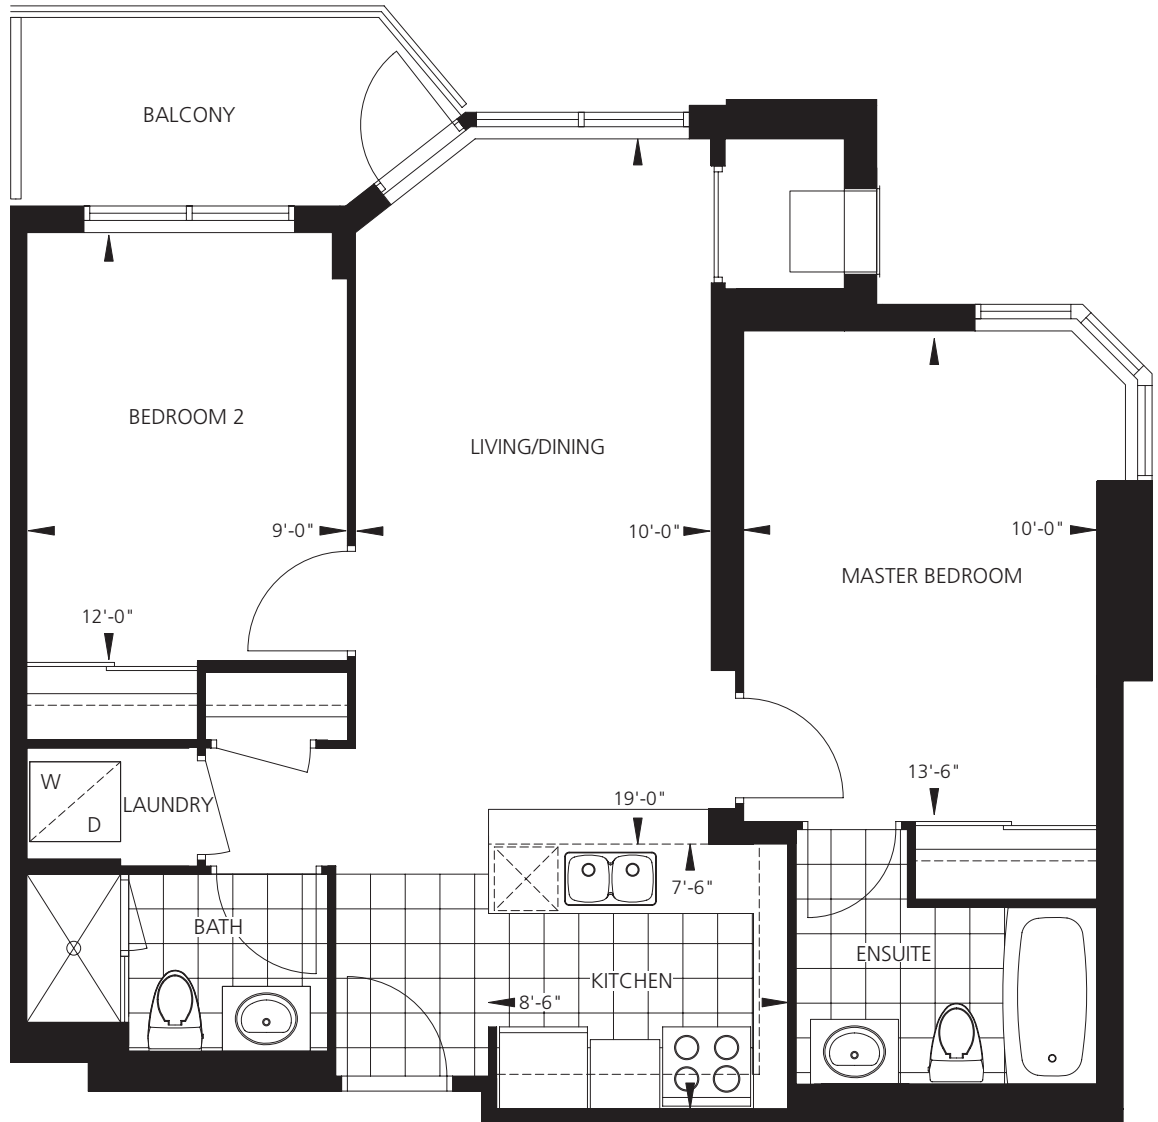 BALCONY
BEDROOM 2
LIVING/DINING
9'-0"
10'-0"
10'-0"
MASTER BEDROOM
12'-0"
13'-6"
W
D
LAUNDRY
19'-0"
7'-6"
BATH
ENSUITE
KITCHEN
8'-6"